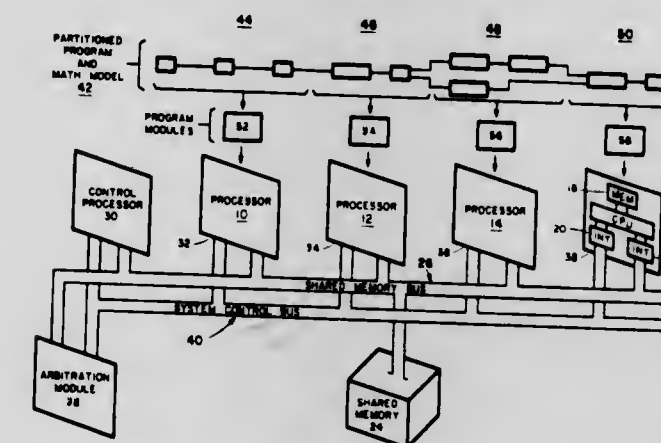 44
46
48
50
PARTITIONED
PROGRAM
AND
MATH MODEL
42
PROGRAM
MODULES
52
54
56
58
CONTROL
PROCESSOR
30
PROCESSOR
10
PROCESSOR
12
PROCESSOR
14
16
MEM
CPU
20
INT
INT
32
34
36
38
26
SHARED MEMORY BUS
SYSTEM CONTROL BUS
40
ARBITRATION
MODULE
SHARED
MEMORY
24